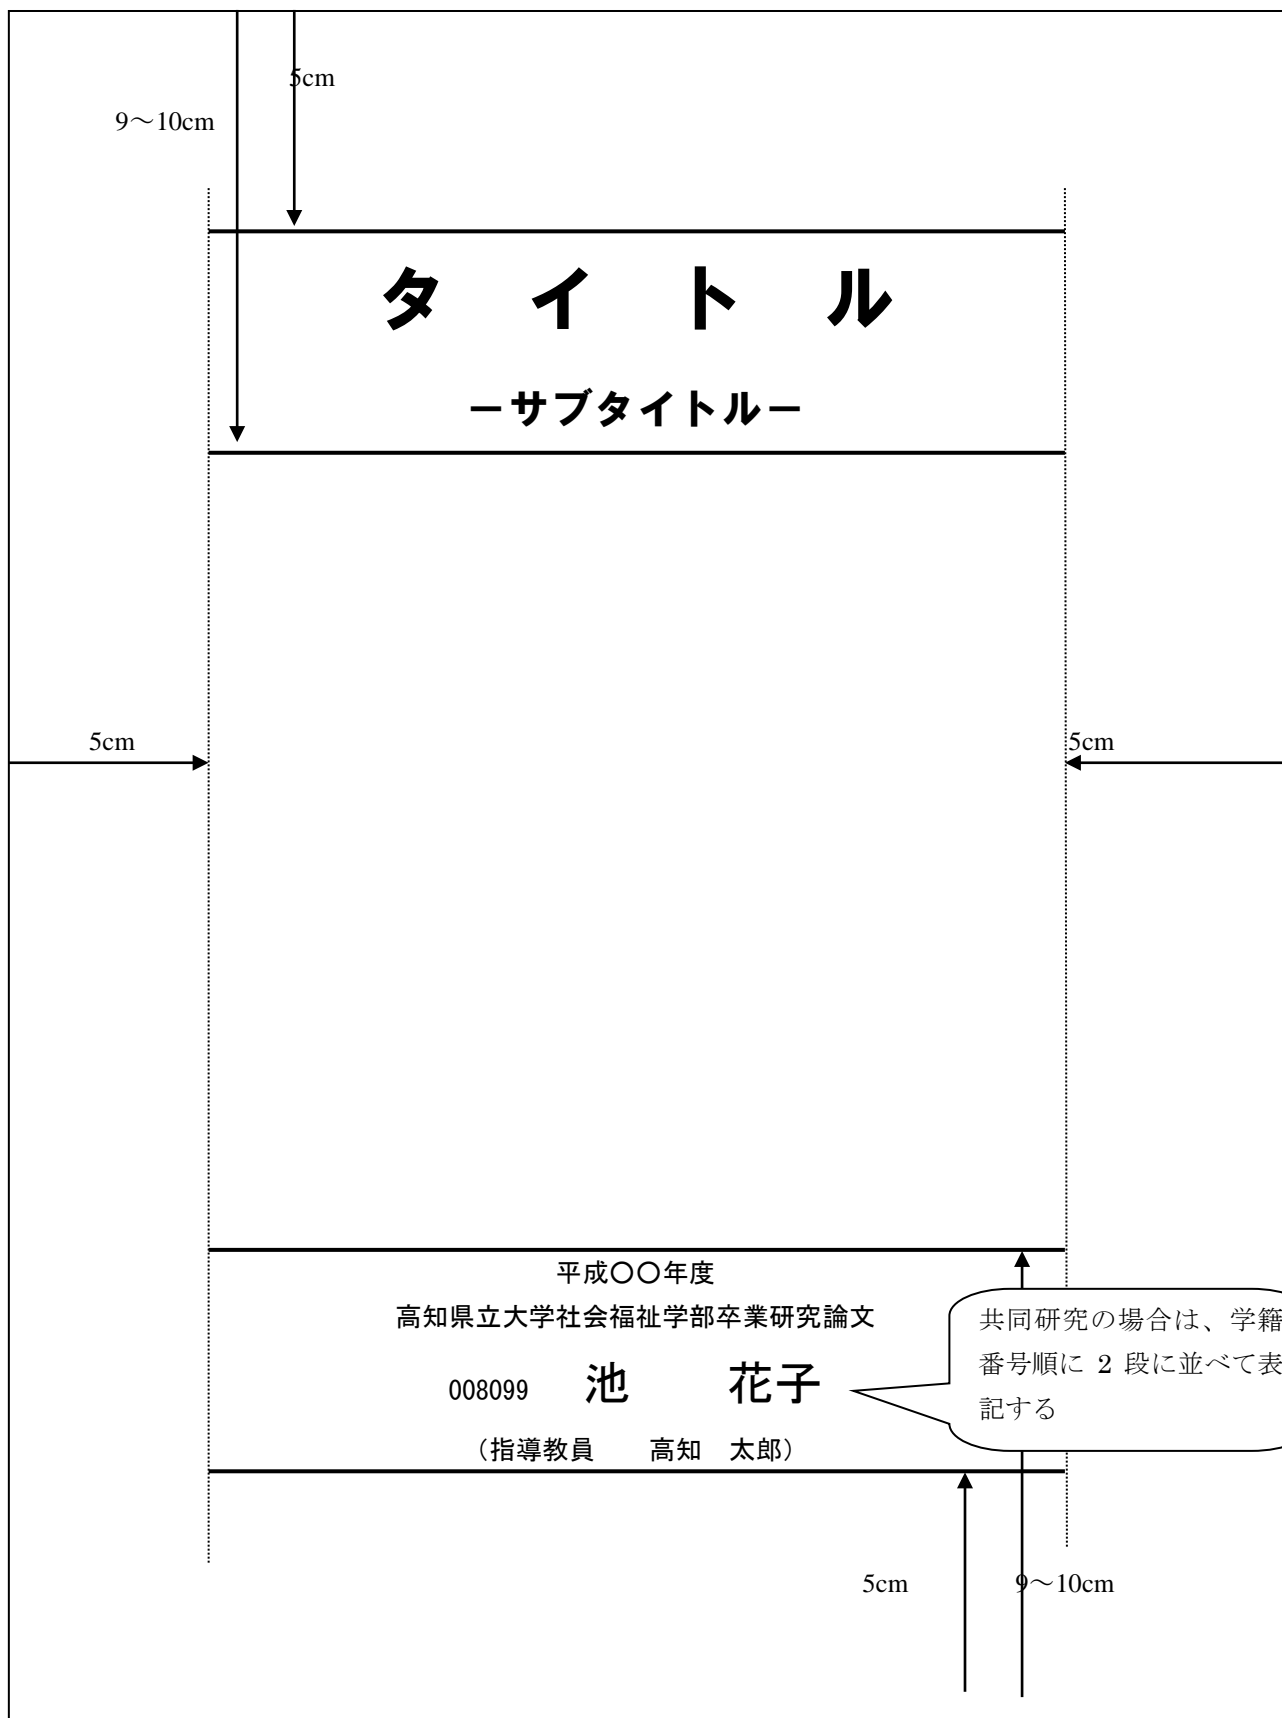 5cm
9～10cm
タ イ ト ル
－サブタイトル－
5cm
5cm
平成〇〇年度
高知県立大学社会福祉学部卒業研究論文
008099 池 花子
（指導教員 高知 太郎）
共同研究の場合は、学籍
番号順に 2 段に並べて表
記する
5cm
9～10cm